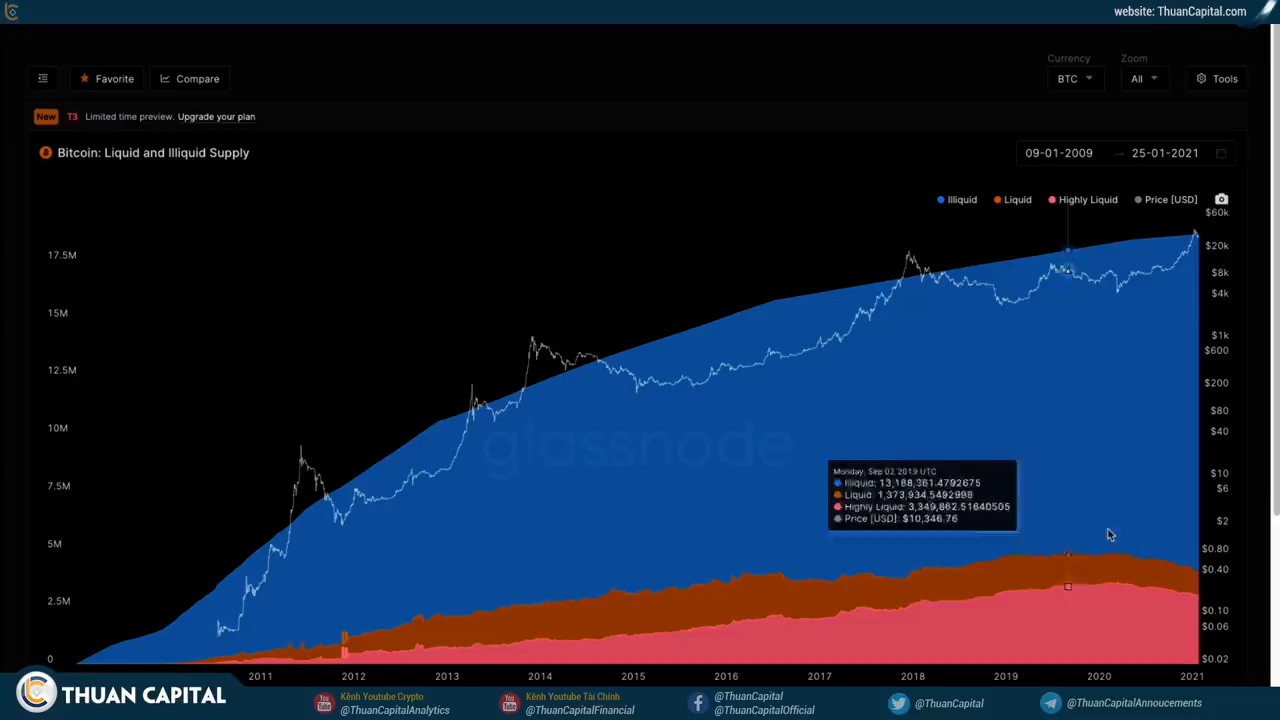 website: ThuanCapital.com
Currency
Zoom
Favorite
Compare
BTC
All
Tools
New T3 Limited time preview. Upgrade your plan
Bitcoin: Liquid and Illiquid Supply
09-01-2009 → 25-01-2021
Illiquid Liquid Highly Liquid Price [USD]
17.5M
15M
12.5M
10M
7.5M
5M
2.5M
0
$60k
$20k
$8k
$4k
$1k
$600
$200
$80
$40
$10
$6
$2
$0.80
$0.40
$0.10
$0.06
$0.02
glassnode
Monday, Sep 02, 2019 UTC
Illiquid: 13,188,361.4792675
Liquid: 1,373,934.5492998
Highly Liquid: 3,349,862.51640505
Price [USD]: $10,346.76
2011 2012 2013 2014 2015 2016 2017 2018 2019 2020 2021
THUAN CAPITAL
Kênh Youtube Crypto
@ThuanCapitalAnalytics
Kênh Youtube Tài Chính
@ThuanCapitalFinancial
@ThuanCapital
@ThuanCapitalOfficial
@ThuanCapital
@ThuanCapitalAnnoucements